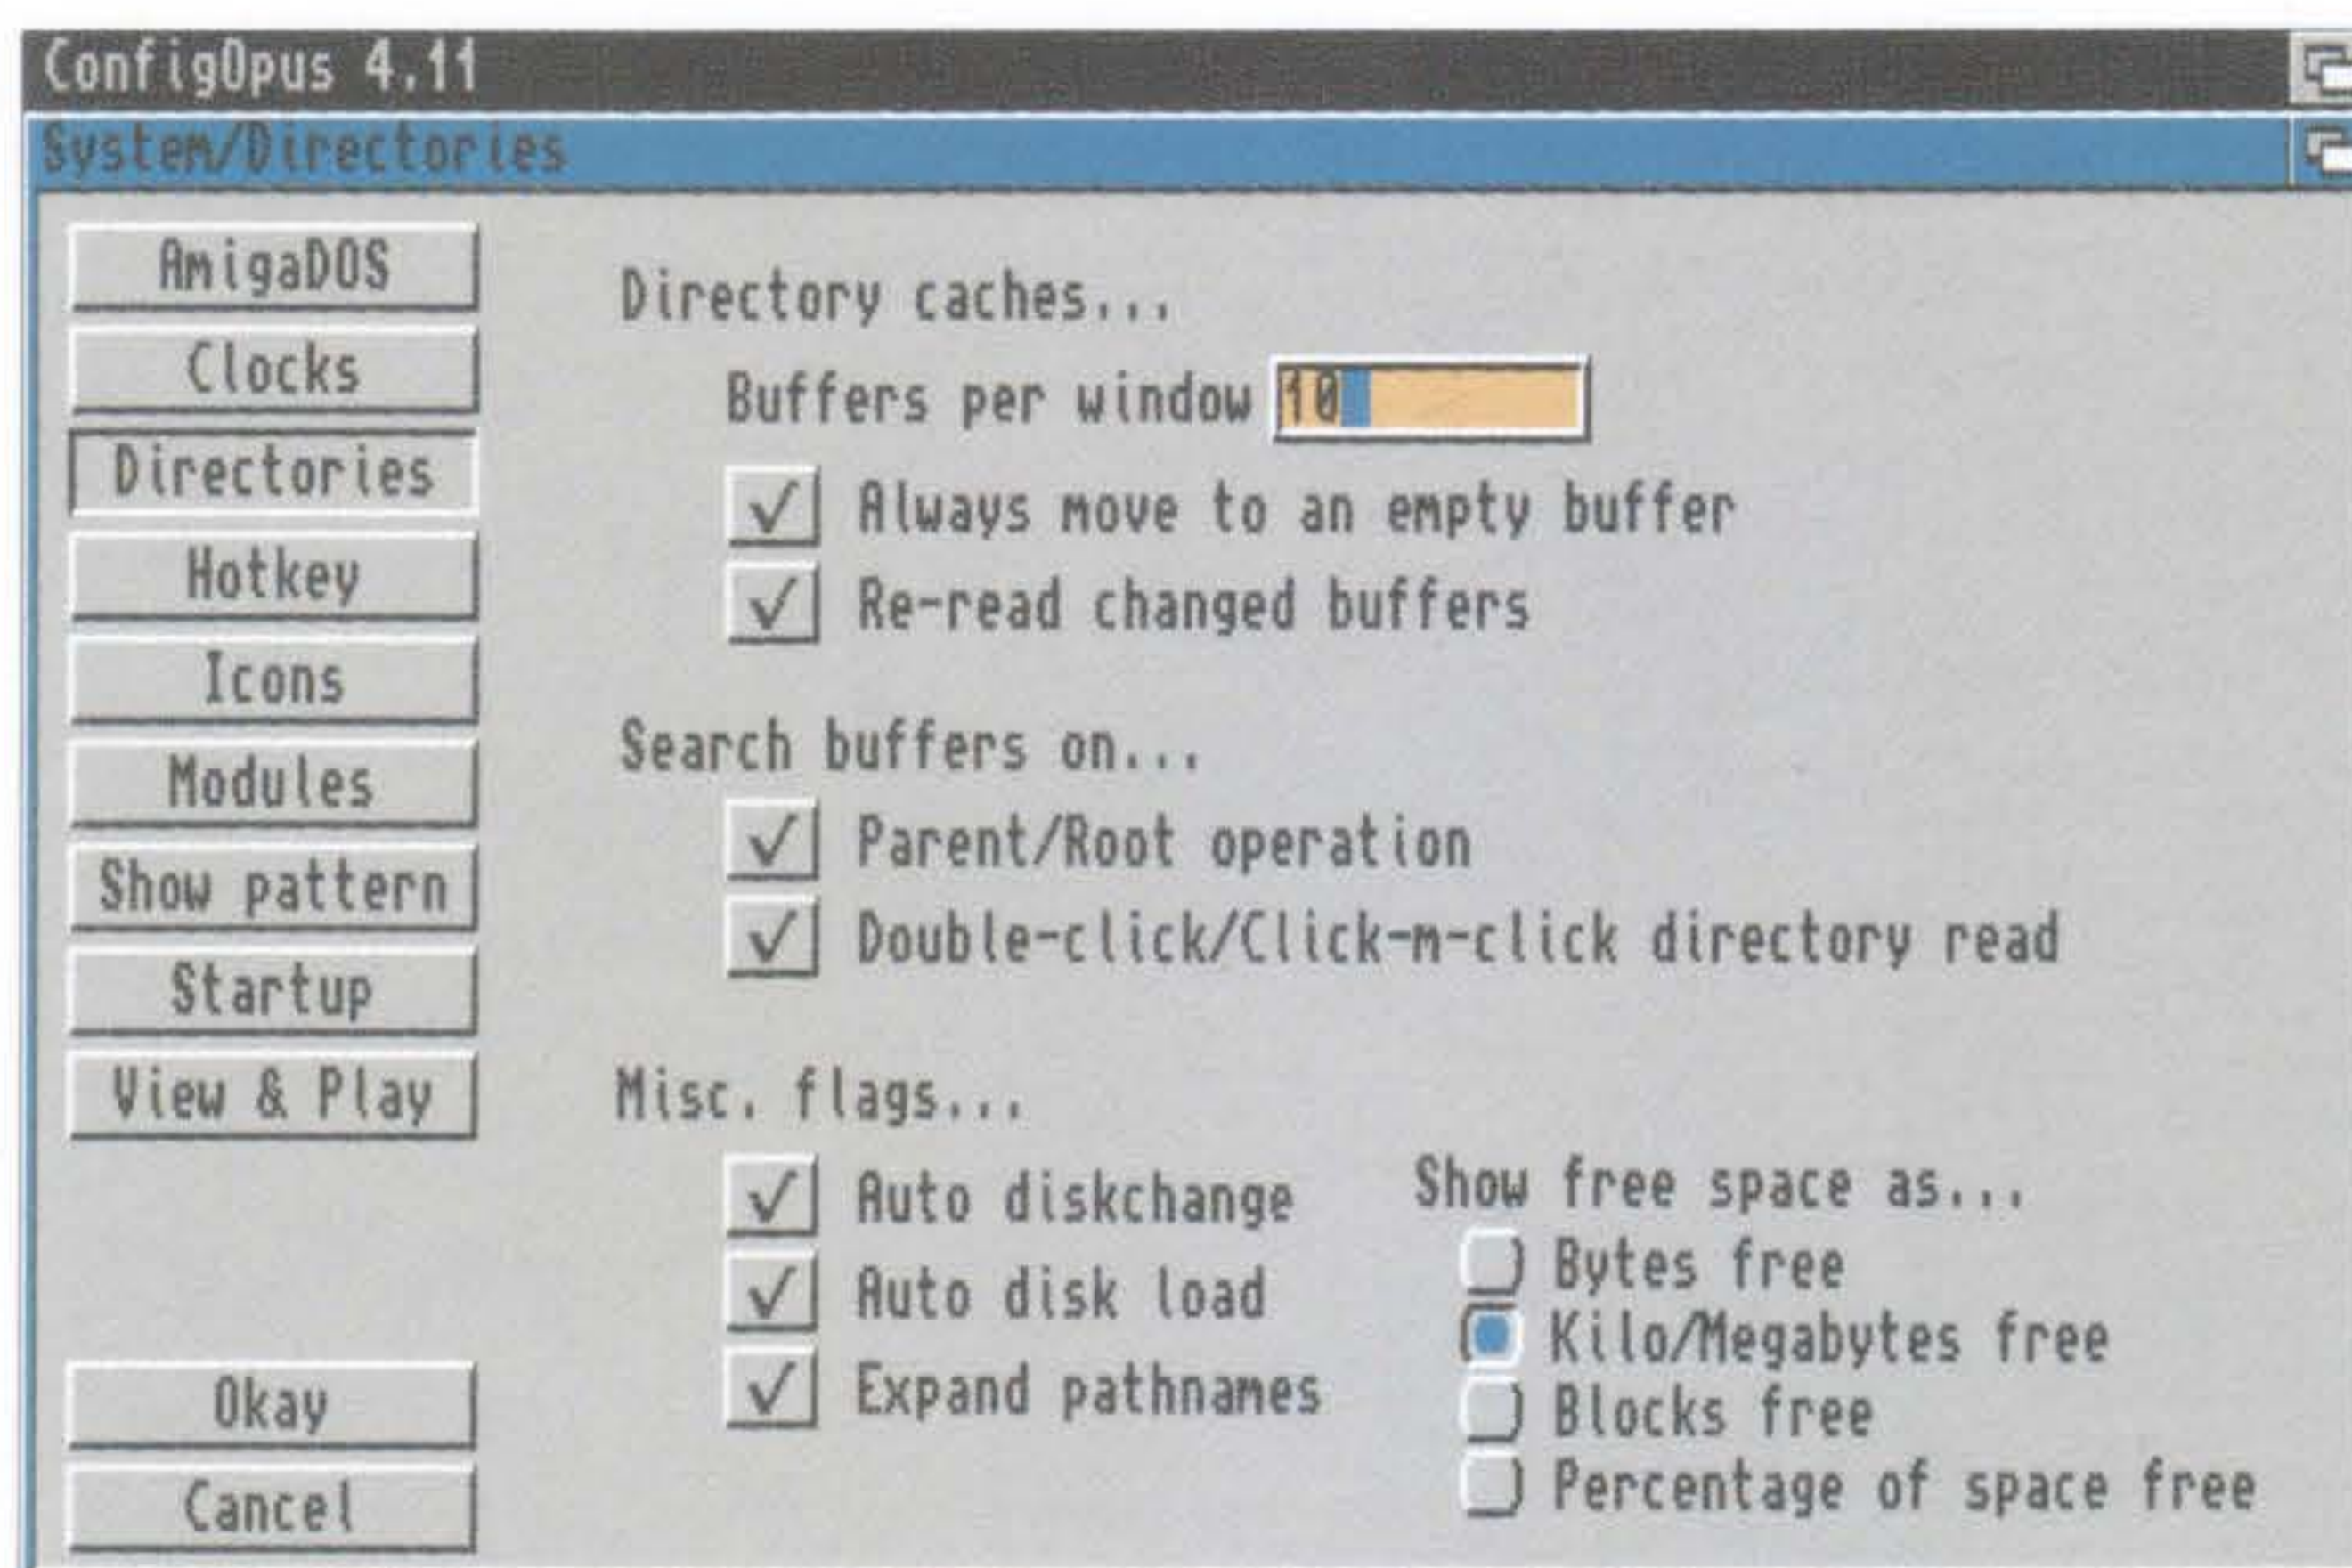 ConfigOpus 4.11
System/Directories
AmigaDOS
Clocks
Directories
Hotkey
Icons
Modules
Show pattern
Startup
View & Play
Okay
Cancel
Directory caches...
Buffers per window 10
✓ Always move to an empty buffer
✓ Re-read changed buffers
Search buffers on...
✓ Parent/Root operation
✓ Double-click/Click-m-click directory read
Misc. flags...
✓ Auto diskchange
✓ Auto disk load
✓ Expand pathnames
Show free space as...
Bytes free
Kilo/Megabytes free
Blocks free
Percentage of space free